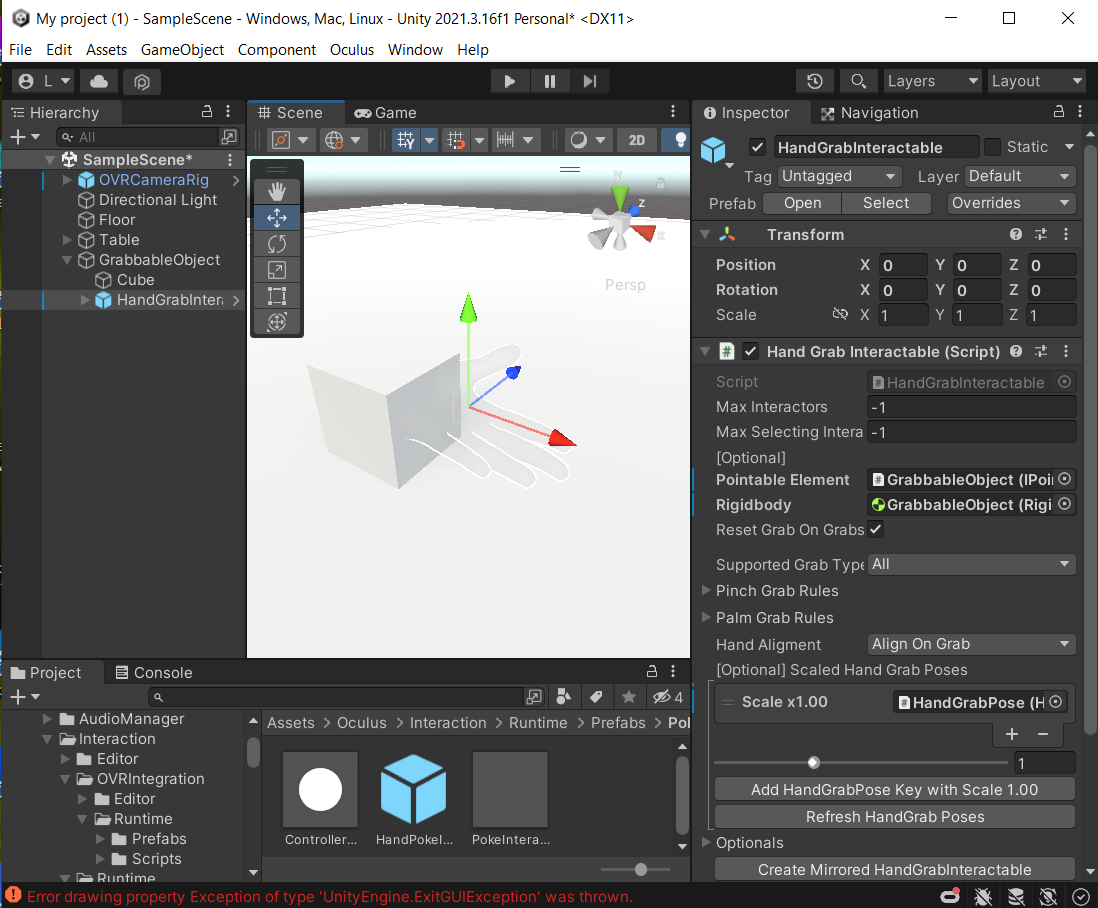 My project (1) - SampleScene - Windows, Mac, Linux - Unity 2021.3.16f1 Personal* <DX11>
File Edit Assets GameObject Component Oculus Window Help
L Layers Layout
Hierarchy
All
SampleScene*
OVRCameraRig
Directional Light
Floor
Table
GrabbableObject
Cube
HandGrabIntera
Scene Game
2D
y
z
x
Persp
Inspector Navigation
HandGrabInteractable Static
Tag Untagged Layer Default
Prefab Open Select Overrides
Transform
Position X 0 Y 0 Z 0
Rotation X 0 Y 0 Z 0
Scale X 1 Y 1 Z 1
Hand Grab Interactable (Script)
Script HandGrabInteractable
Max Interactors -1
Max Selecting Intera -1
[Optional]
Pointable Element GrabbableObject (IPoi
Rigidbody GrabbableObject (Rigi
Reset Grab On Grabs
Supported Grab Type All
Pinch Grab Rules
Palm Grab Rules
Hand Aligment Align On Grab
[Optional] Scaled Hand Grab Poses
Scale x1.00 HandGrabPose (H
+ −
1
Add HandGrabPose Key with Scale 1.00
Refresh HandGrab Poses
Optionals
Create Mirrored HandGrabInteractable
Project Console
4
AudioManager
Interaction
Editor
OVRIntegration
Editor
Runtime
Prefabs
Scripts
Runtime
Assets > Oculus > Interaction > Runtime > Prefabs > Pol
Controller... HandPokeI... PokeIntera...
Error drawing property Exception of type 'UnityEngine.ExitGUIException' was thrown.